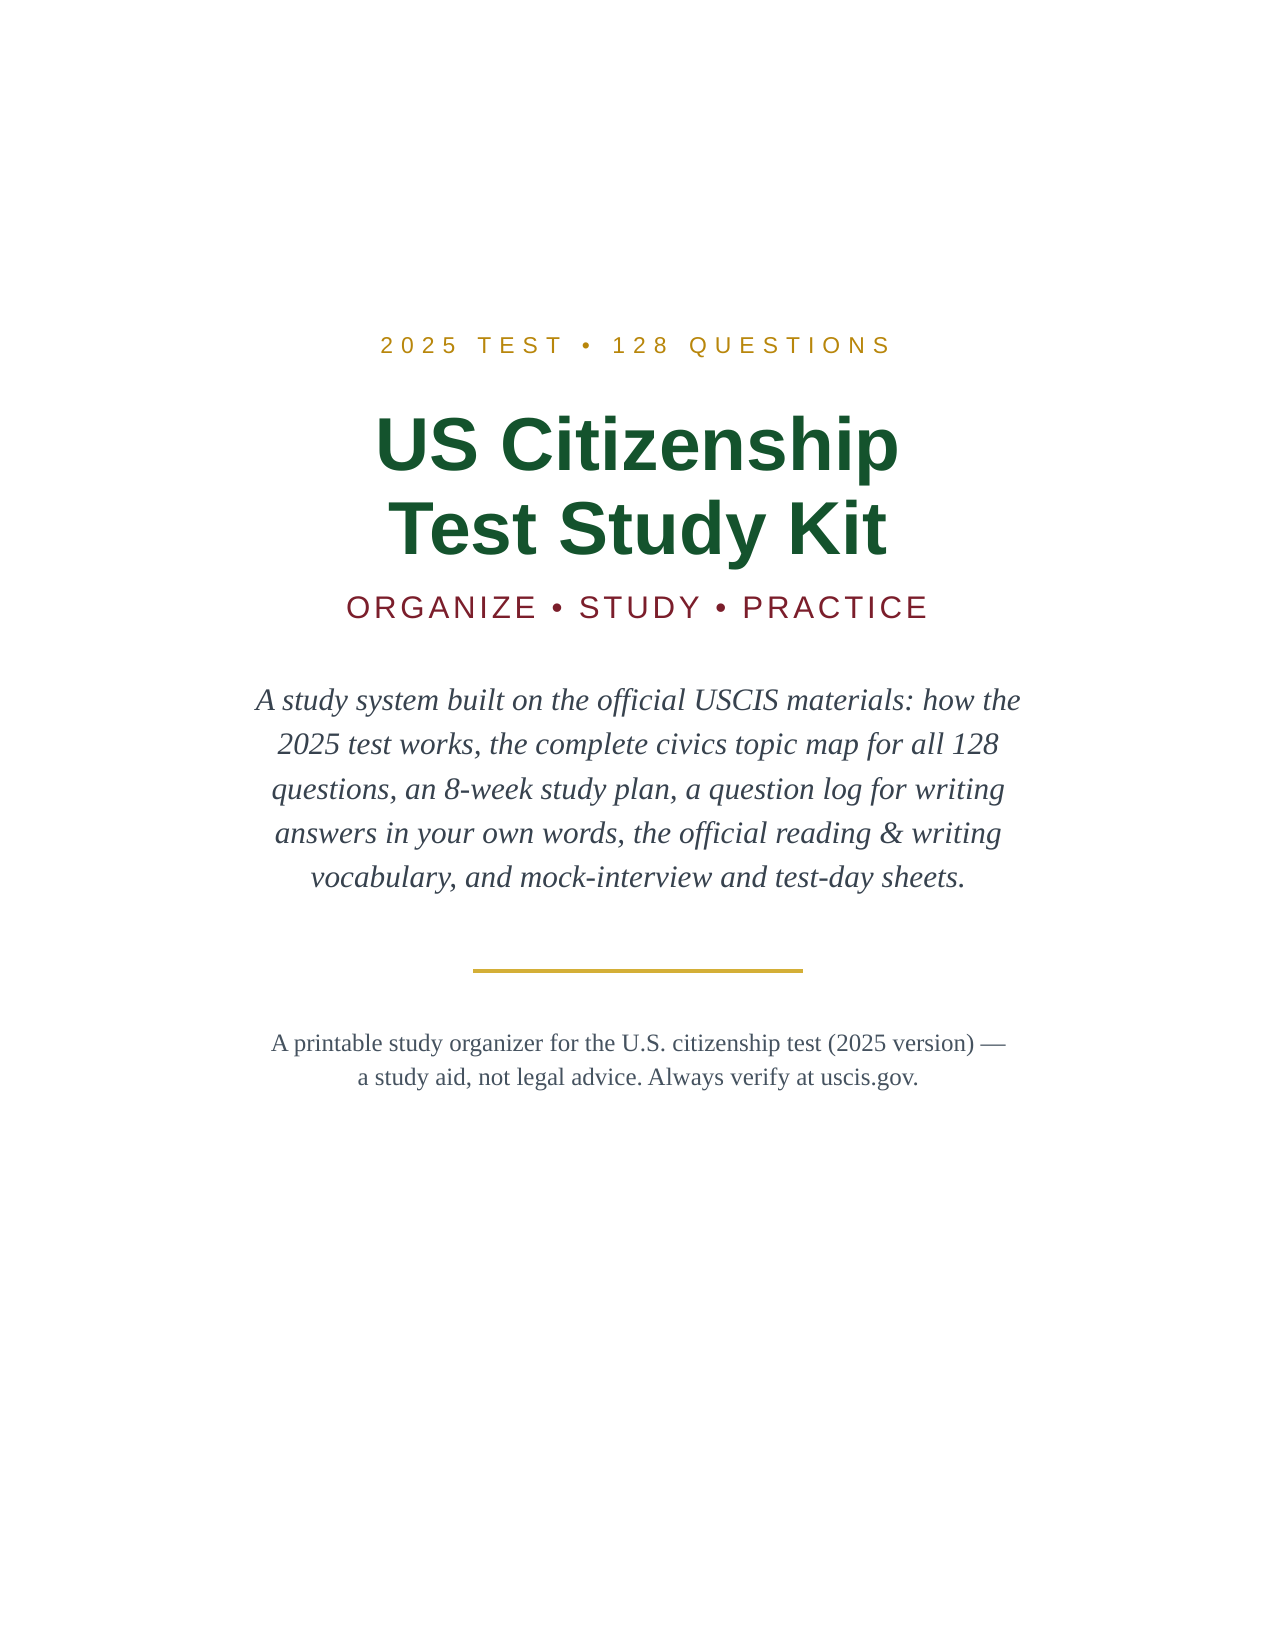 2025 TEST • 128 QUESTIONS
US Citizenship
Test Study Kit
ORGANIZE • STUDY • PRACTICE
A study system built on the official USCIS materials: how the
2025 test works, the complete civics topic map for all 128
questions, an 8-week study plan, a question log for writing
answers in your own words, the official reading & writing
vocabulary, and mock-interview and test-day sheets.
A printable study organizer for the U.S. citizenship test (2025 version) —
a study aid, not legal advice. Always verify at uscis.gov.